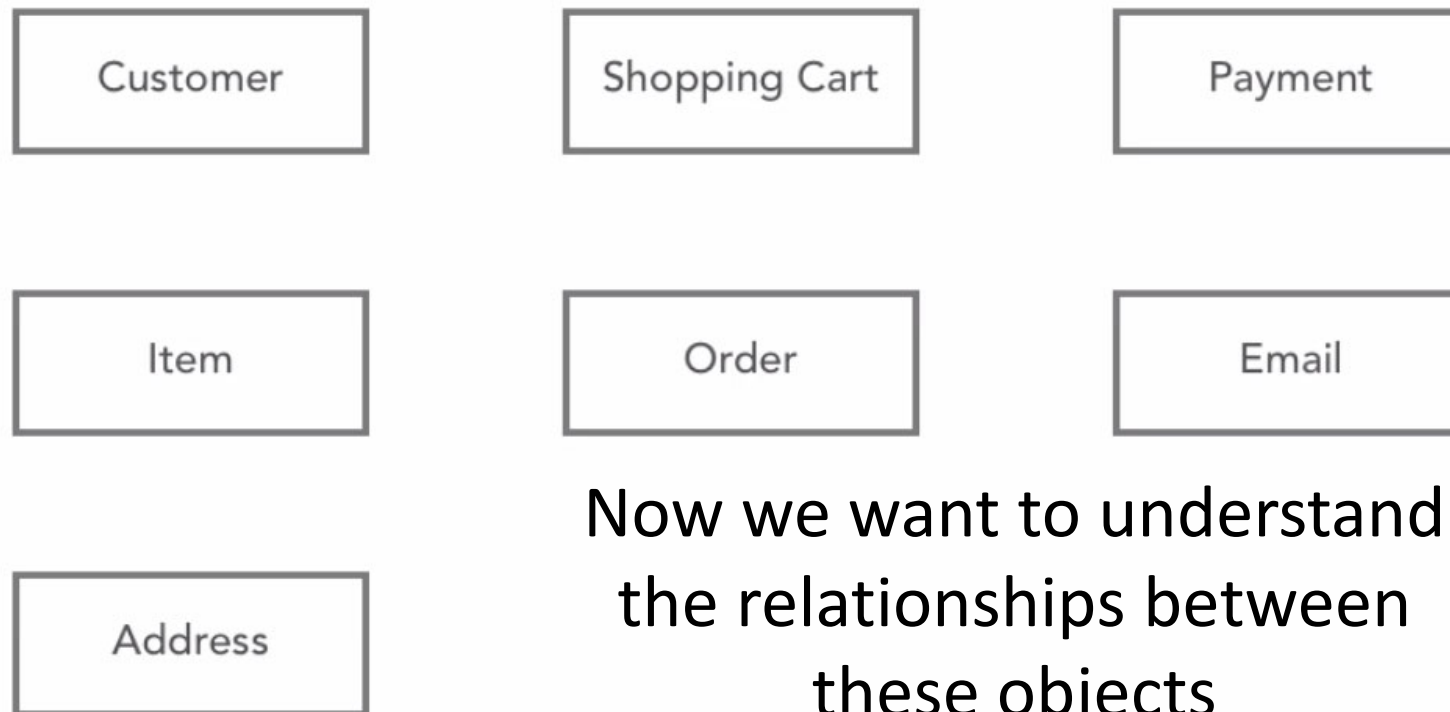 Customer
Shopping Cart
Payment
Item
Order
Email
Address
Now we want to understand
the relationships between
these objects